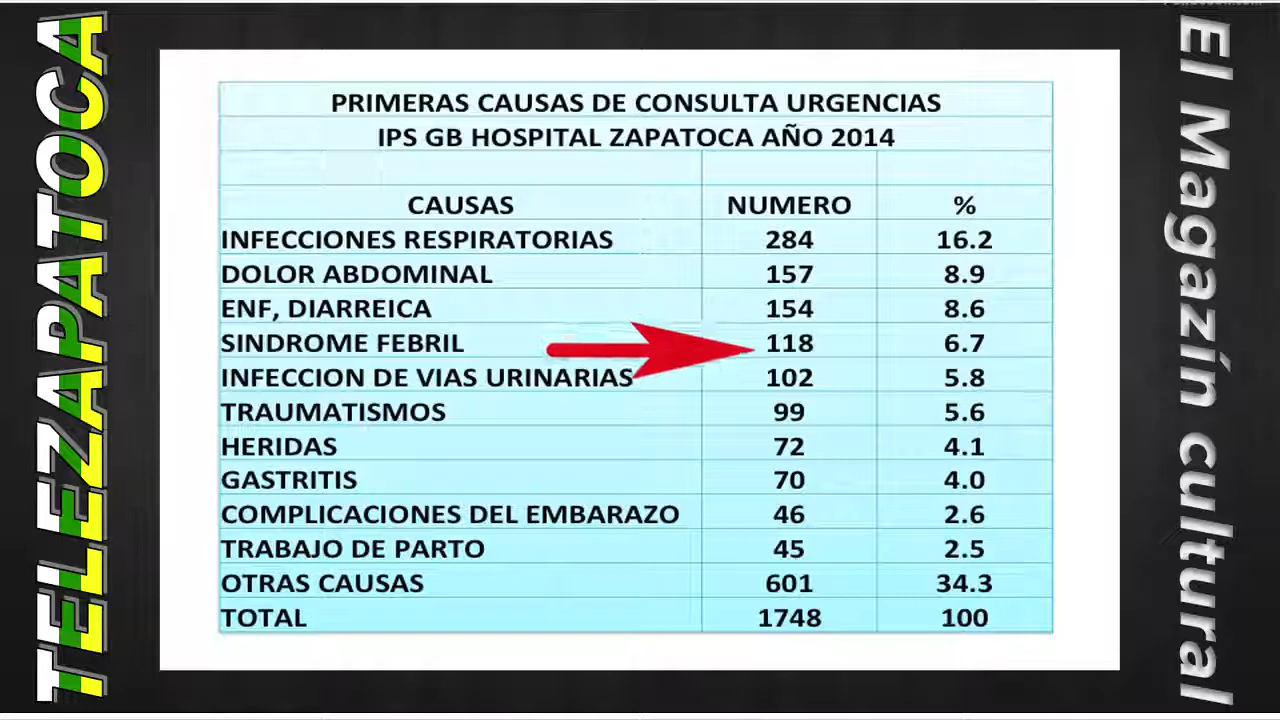 TELEZAPATOCA
PRIMERAS CAUSAS DE CONSULTA URGENCIAS
IPS GB HOSPITAL ZAPATOCA AÑO 2014
CAUSAS NUMERO %
INFECCIONES RESPIRATORIAS 284 16.2
DOLOR ABDOMINAL 157 8.9
ENF, DIARREICA 154 8.6
SINDROME FEBRIL 118 6.7
INFECCION DE VIAS URINARIAS 102 5.8
TRAUMATISMOS 99 5.6
HERIDAS 72 4.1
GASTRITIS 70 4.0
COMPLICACIONES DEL EMBARAZO 46 2.6
TRABAJO DE PARTO 45 2.5
OTRAS CAUSAS 601 34.3
TOTAL 1748 100
El Magazín cultural